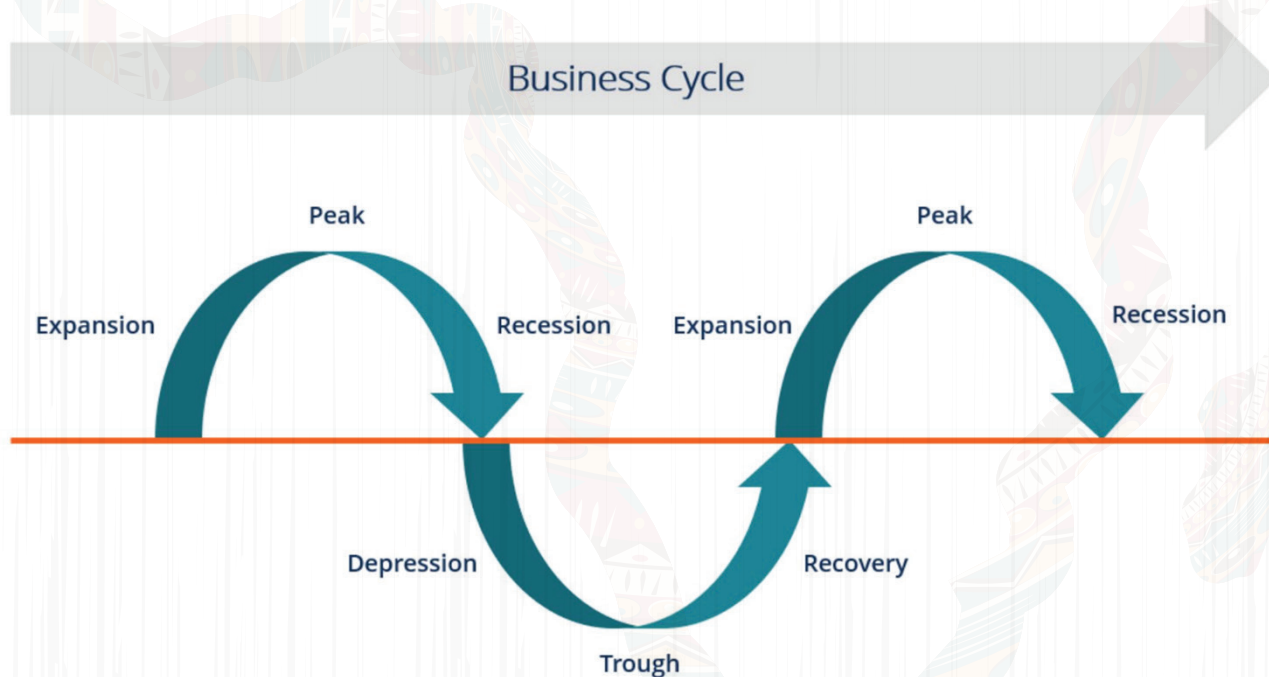 Business Cycle
Peak
Peak
Expansion
Recession
Expansion
Recession
Depression
Recovery
Trough